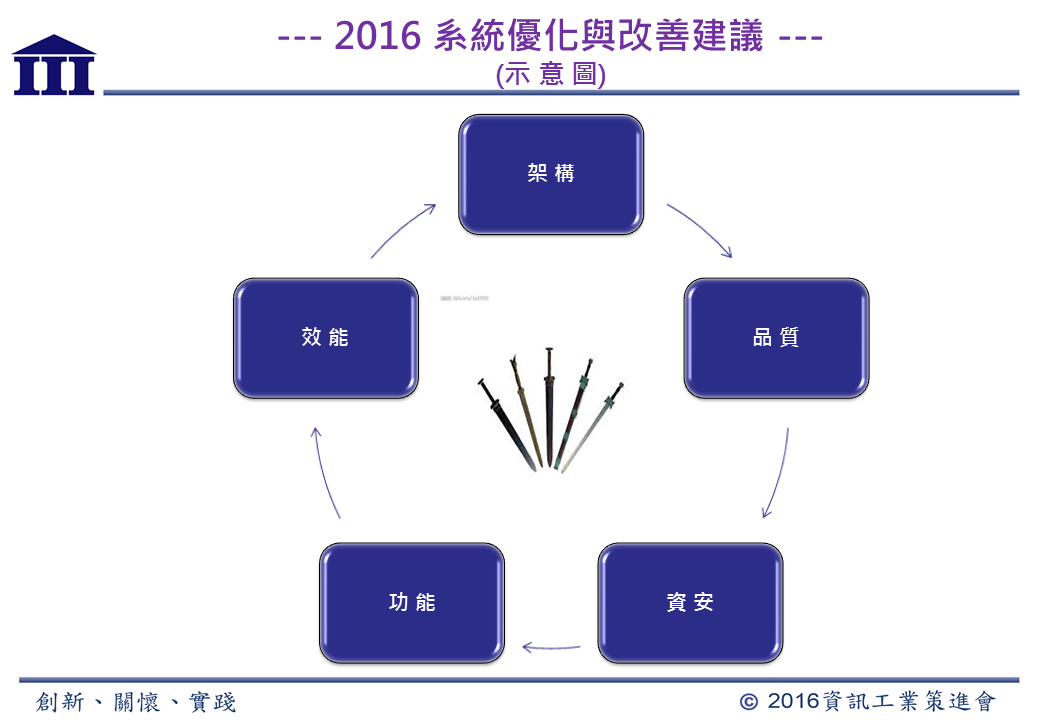 --- 2016 系統優化與改善建議 ---
(示 意 圖)
架 構
效 能
品 質
功 能
資 安
創新、關懷、實踐
© 2016資訊工業策進會